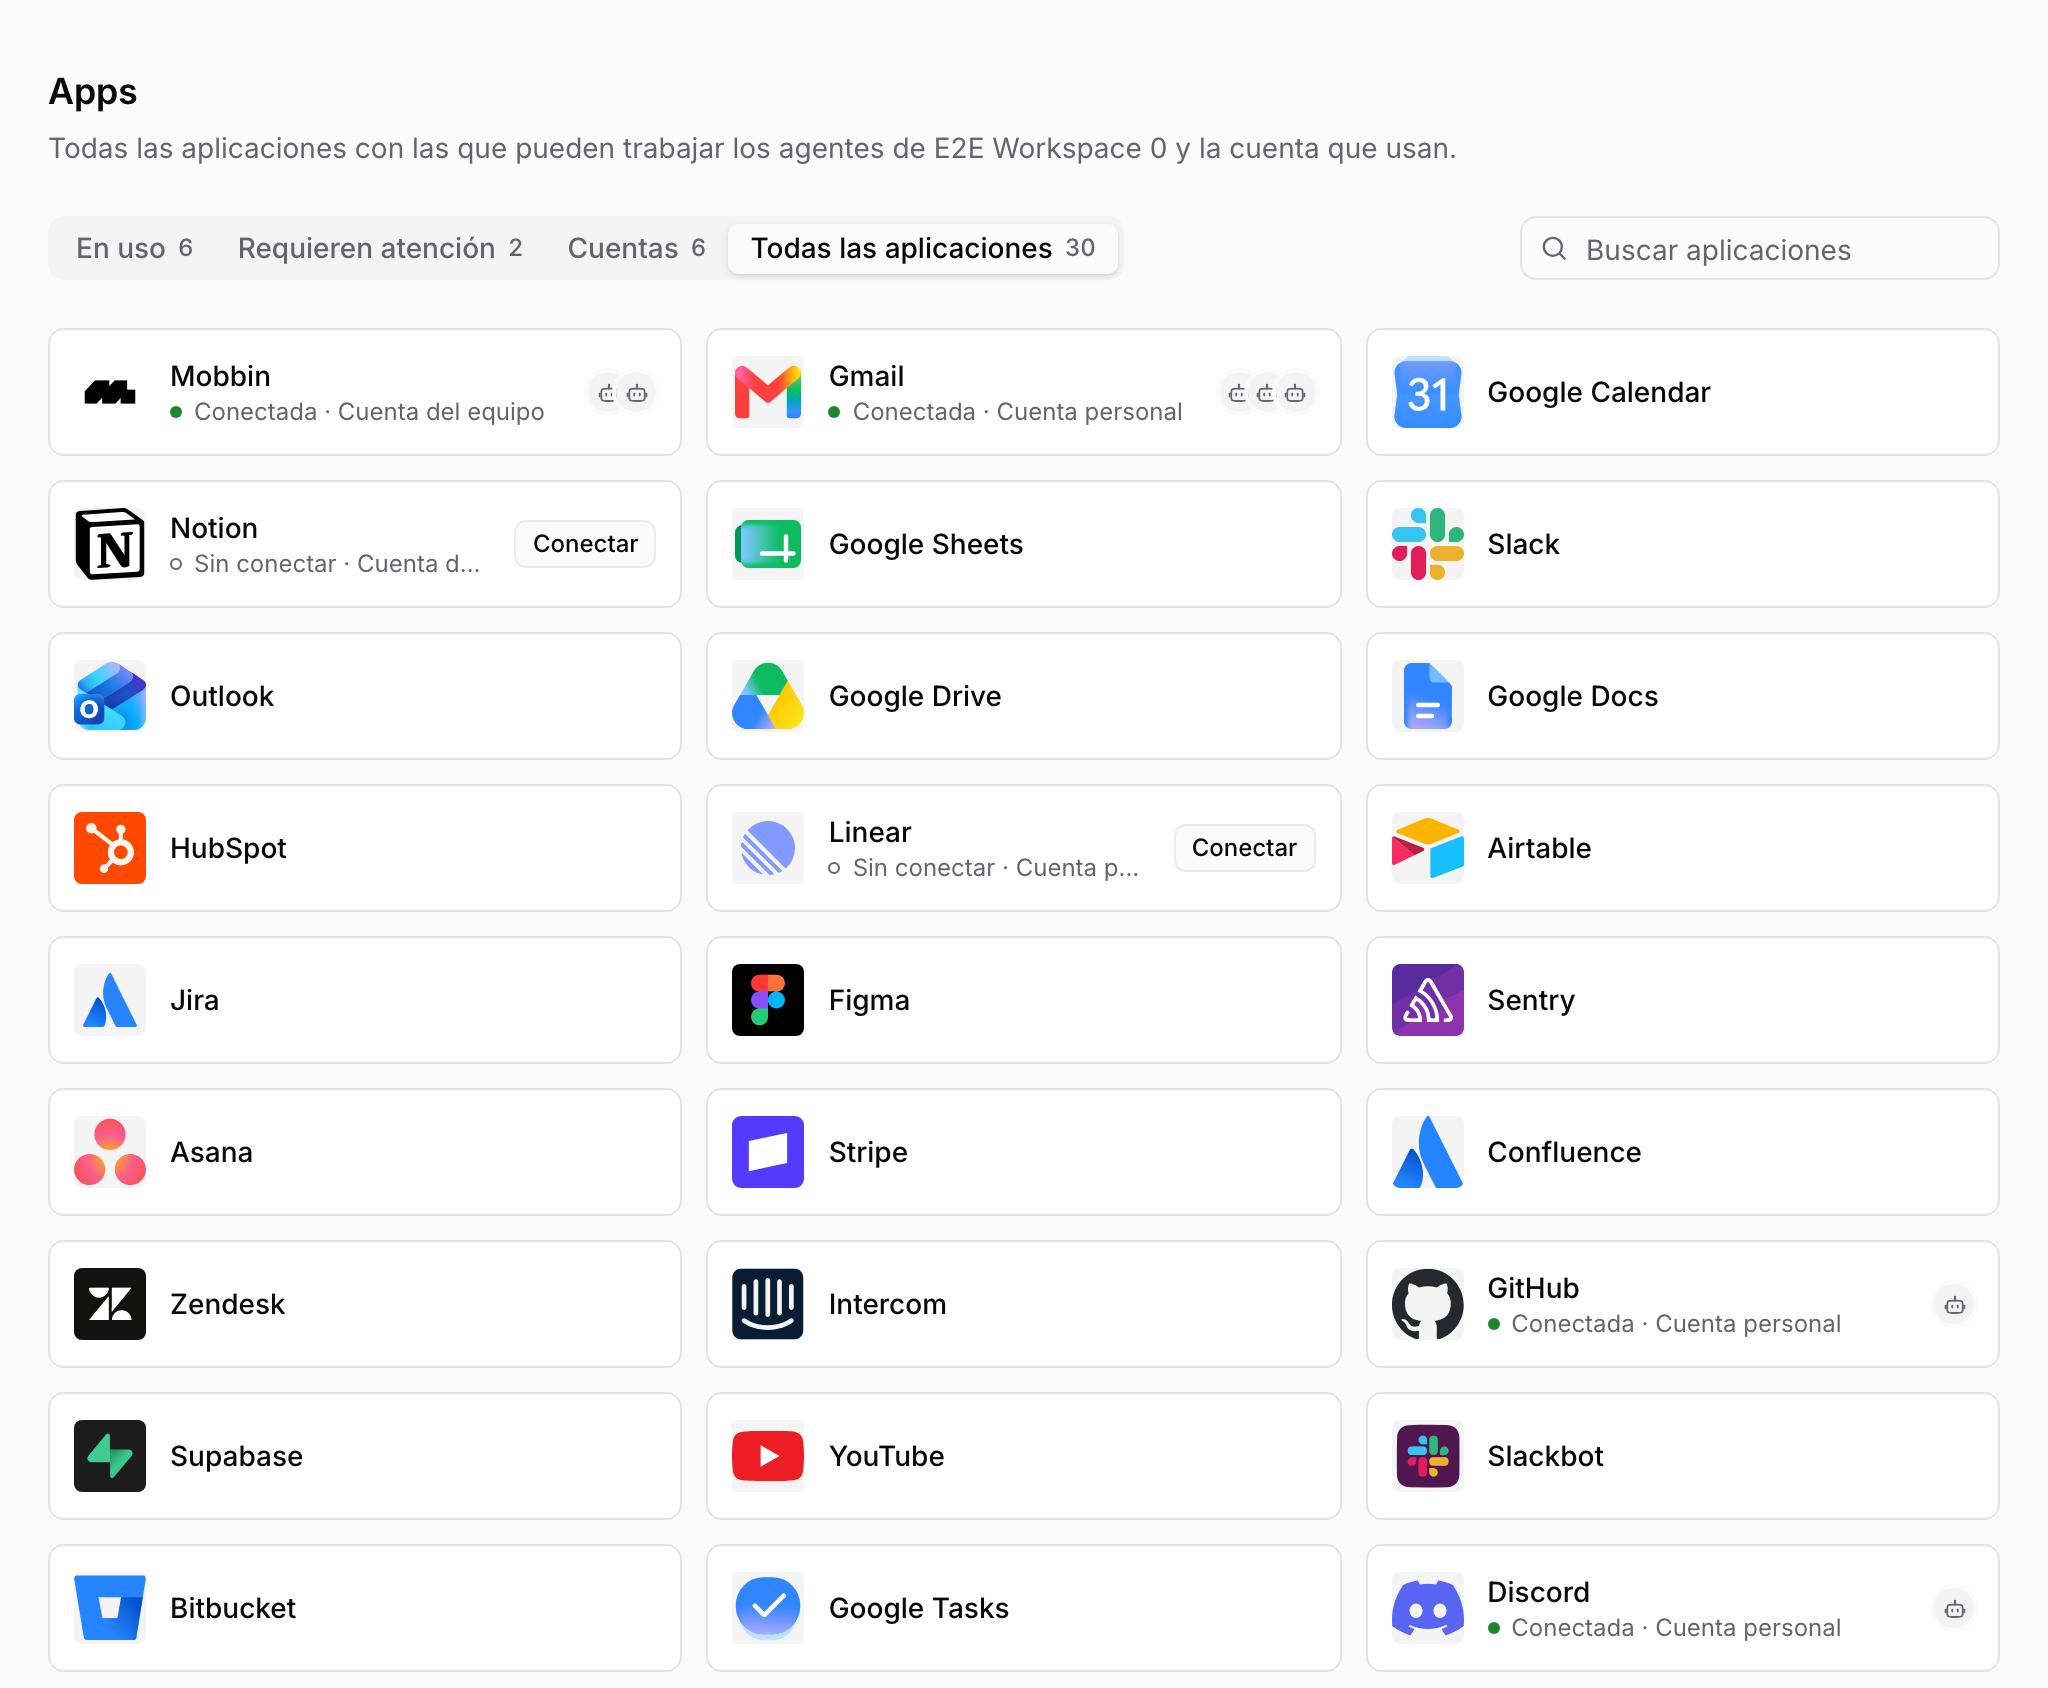 Apps
Todas las aplicaciones con las que pueden trabajar los agentes de E2E Workspace 0 y la cuenta que usan.
En uso 6 Requieren atención 2 Cuentas 6 Todas las aplicaciones 30
Buscar aplicaciones
Mobbin
Conectada · Cuenta del equipo
Gmail
Conectada · Cuenta personal
31
Google Calendar
N
Notion
Sin conectar · Cuenta d...
Conectar
Google Sheets
Slack
O
Outlook
Google Drive
Google Docs
HubSpot
Linear
Sin conectar · Cuenta p...
Conectar
Airtable
Jira
Figma
Sentry
Asana
Stripe
Confluence
Zendesk
Intercom
GitHub
Conectada · Cuenta personal
Supabase
YouTube
Slackbot
Bitbucket
Google Tasks
Discord
Conectada · Cuenta personal